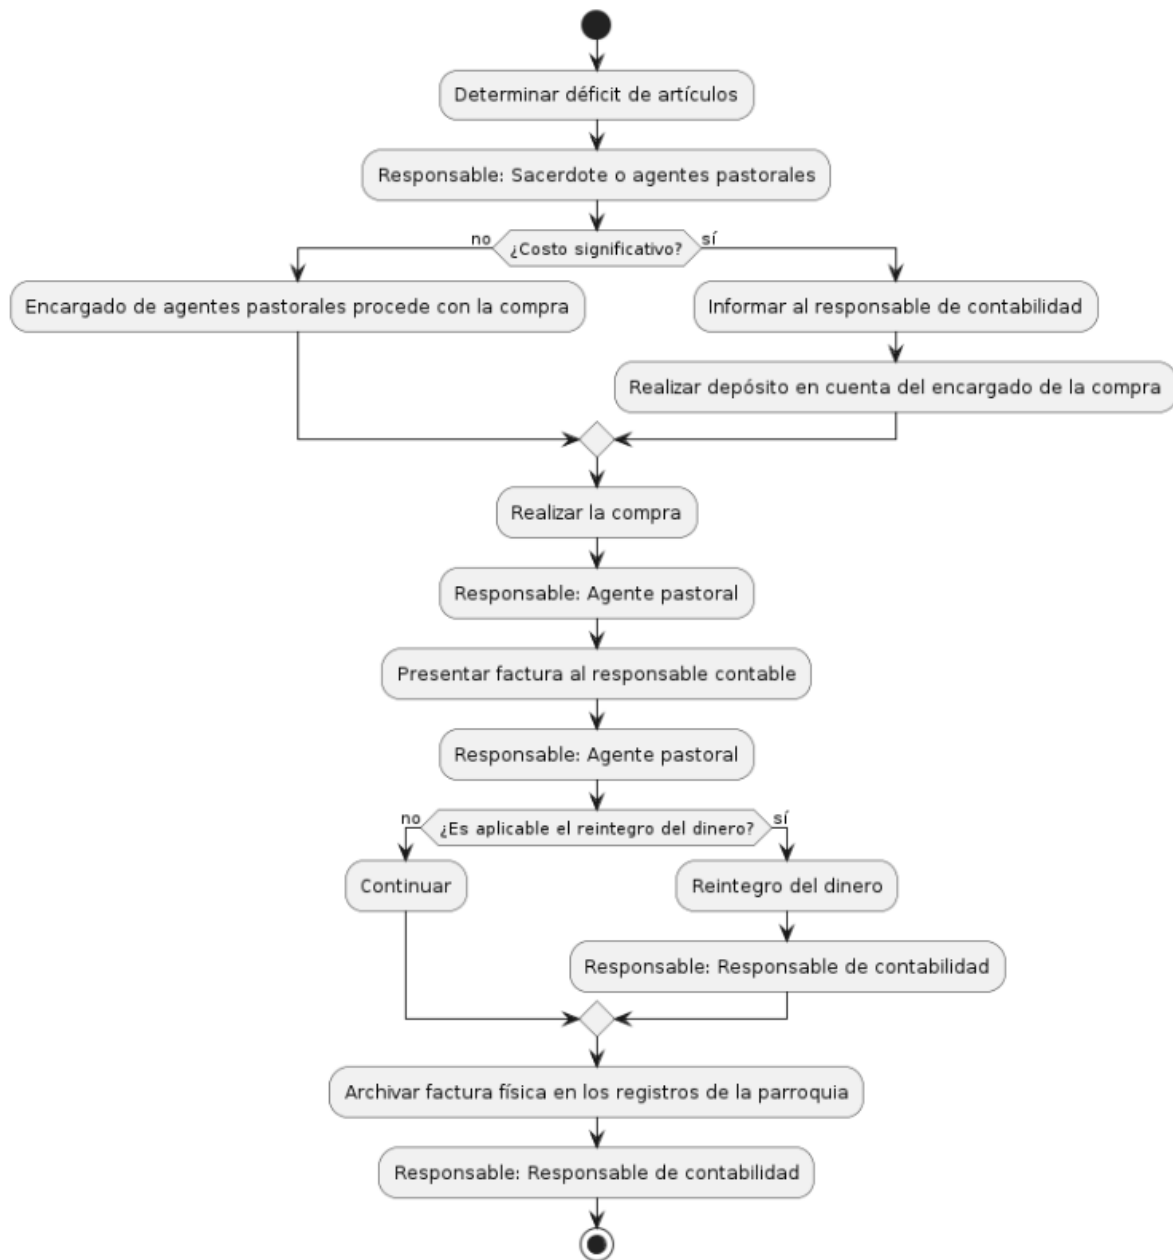 Determinar déficit de artículos
Responsable: Sacerdote o agentes pastorales
no
¿Costo significativo?
sí
Encargado de agentes pastorales procede con la compra
Informar al responsable de contabilidad
Realizar depósito en cuenta del encargado de la compra
Realizar la compra
Responsable: Agente pastoral
Presentar factura al responsable contable
Responsable: Agente pastoral
no
¿Es aplicable el reintegro del dinero?
sí
Continuar
Reintegro del dinero
Responsable: Responsable de contabilidad
Archivar factura física en los registros de la parroquia
Responsable: Responsable de contabilidad